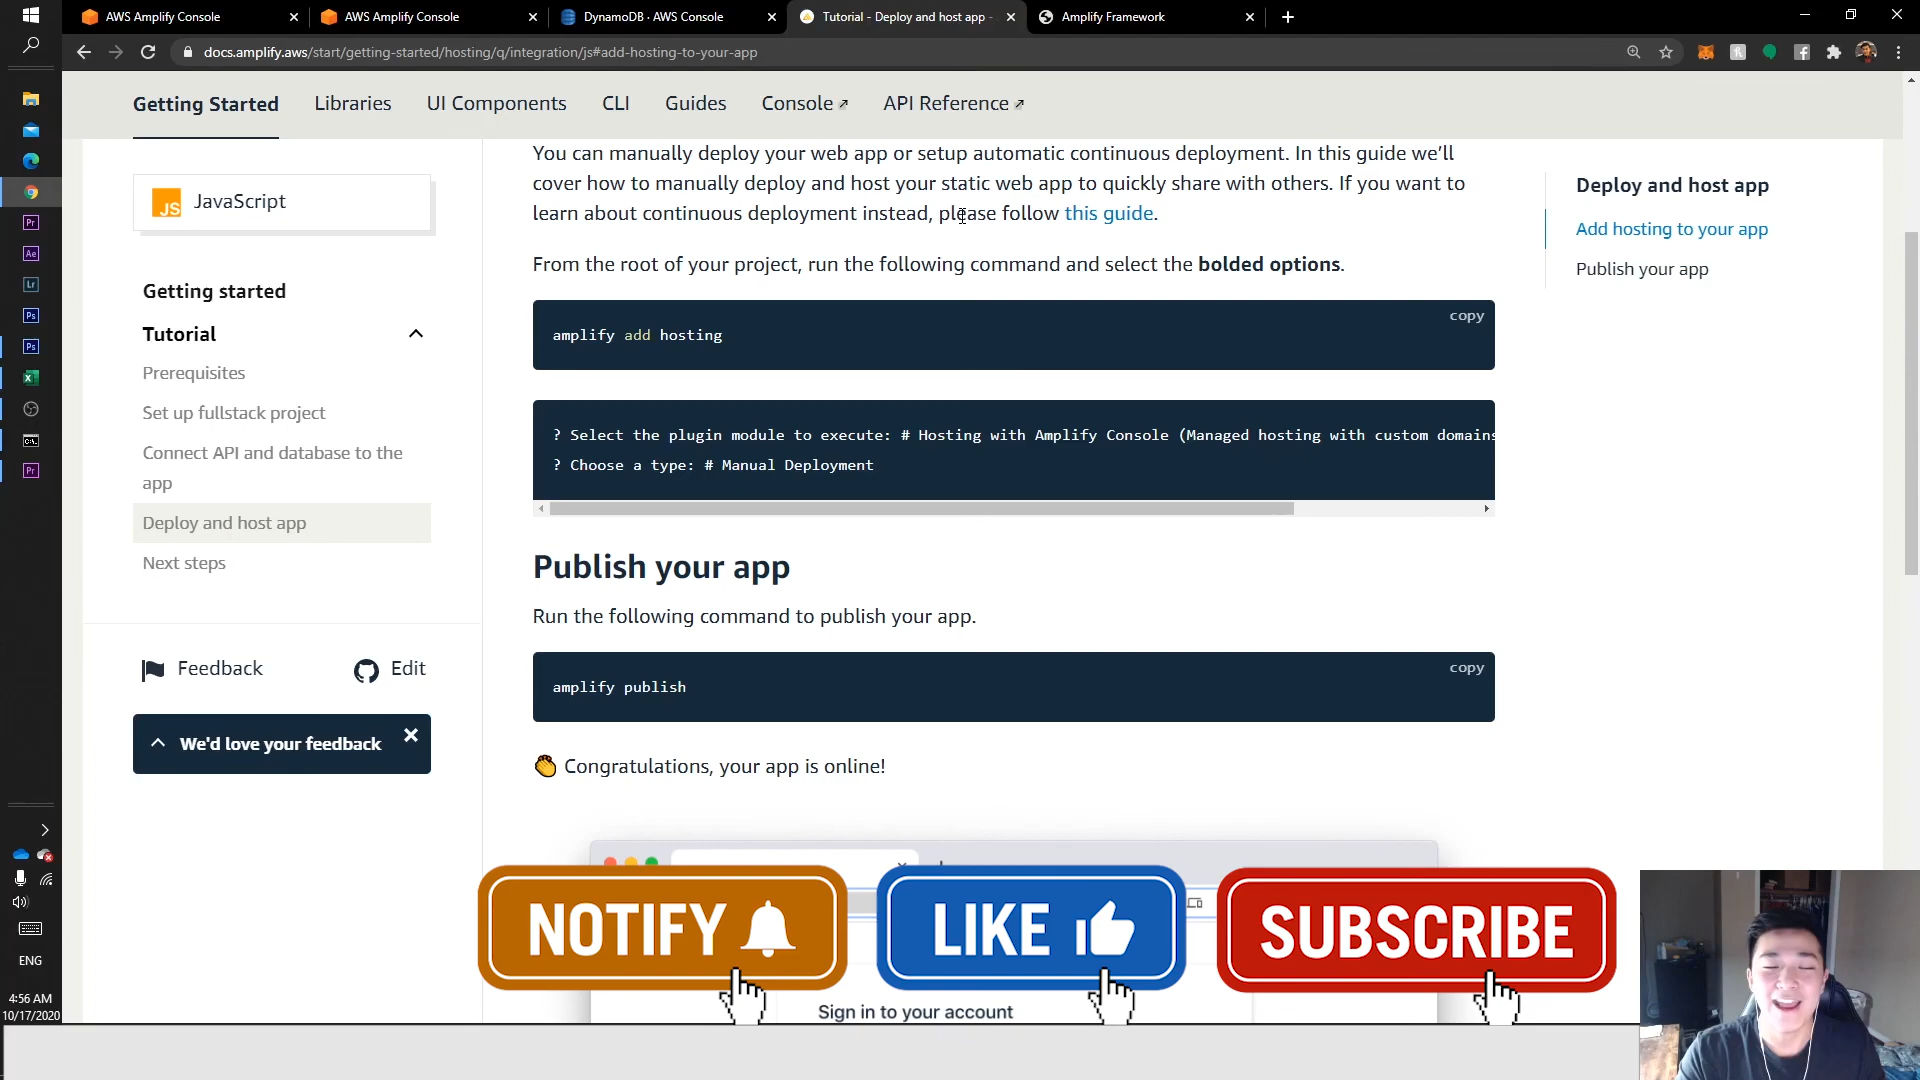 AWS Amplify Console
AWS Amplify Console
DynamoDB · AWS Console
Tutorial - Deploy and host app -
Amplify Framework
docs.amplify.aws/start/getting-started/hosting/q/integration/js#add-hosting-to-your-app
Getting Started
Libraries
UI Components
CLI
Guides
Console
API Reference
JS
JavaScript
Getting started
Tutorial
Prerequisites
Set up fullstack project
Connect API and database to the
app
Deploy and host app
Next steps
Feedback
Edit
We'd love your feedback
You can manually deploy your web app or setup automatic continuous deployment. In this guide we'll
cover how to manually deploy and host your static web app to quickly share with others. If you want to
learn about continuous deployment instead, please follow this guide.
From the root of your project, run the following command and select the bolded options.
copy
amplify add hosting
? Select the plugin module to execute: # Hosting with Amplify Console (Managed hosting with custom domains
? Choose a type: # Manual Deployment
Publish your app
Run the following command to publish your app.
copy
amplify publish
Congratulations, your app is online!
Deploy and host app
Add hosting to your app
Publish your app
NOTIFY
LIKE
SUBSCRIBE
Sign in to your account
Pr
Ae
Lr
Ps
Ps
Pr
ENG
4:56 AM
10/17/2020